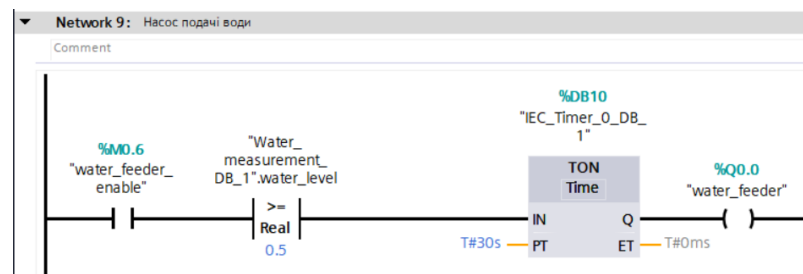 Network 9: Насос подачі води
Comment
%DB10
"IEC_Timer_0_DB_
1"
%M0.6
"water_feeder_
enable"
"Water_
measurement_
DB_1".water_level
>=
Real
0.5
TON
Time
IN
Q
T#30s
PT
ET
T#0ms
%Q0.0
"water_feeder"